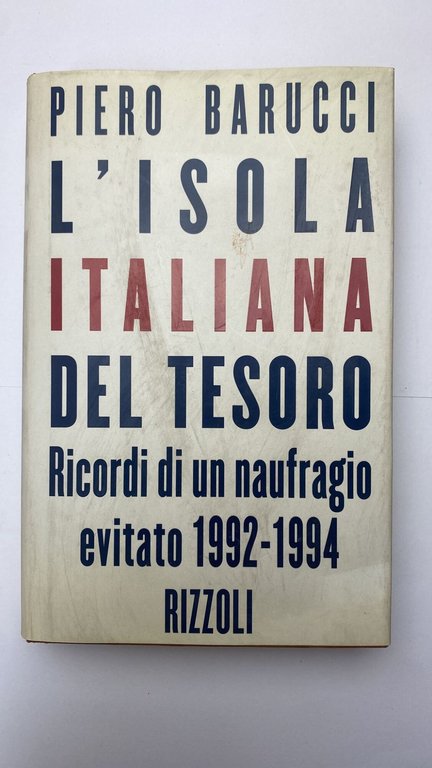 PIERO BARUCCI
L'ISOLA
ITALIANA
DEL TESORO
Ricordi di un naufragio
evitato 1992-1994
RIZZOLI